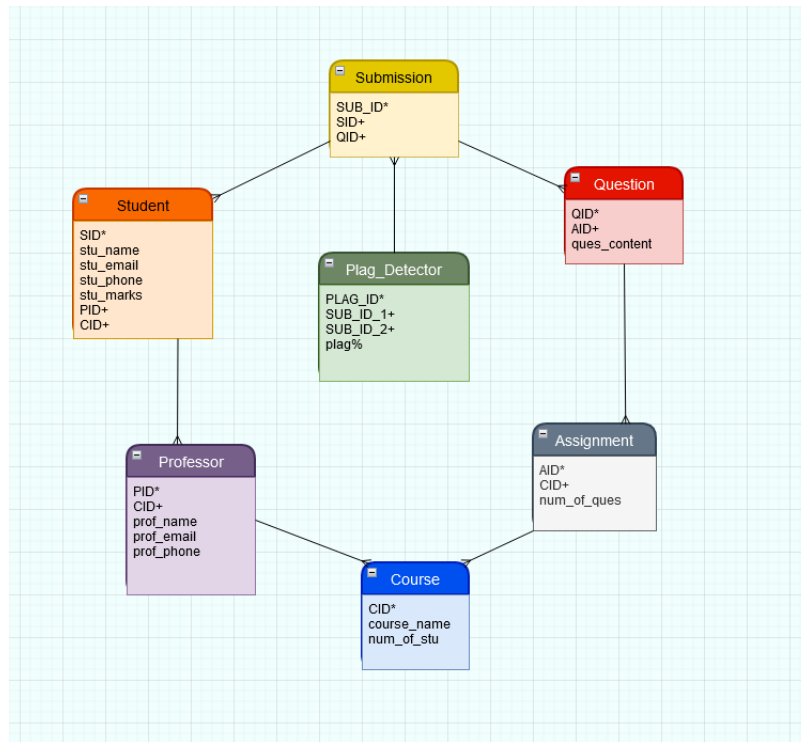 Submission
SUB_ID*
SID+
QID+
Student
SID*
stu_name
stu_email
stu_phone
stu_marks
PID+
CID+
Plag_Detector
PLAG_ID*
SUB_ID_1+
SUB_ID_2+
plag%
Question
QID*
AID+
ques_content
Professor
PID*
CID+
prof_name
prof_email
prof_phone
Assignment
AID*
CID+
num_of_ques
Course
CID*
course_name
num_of_stu